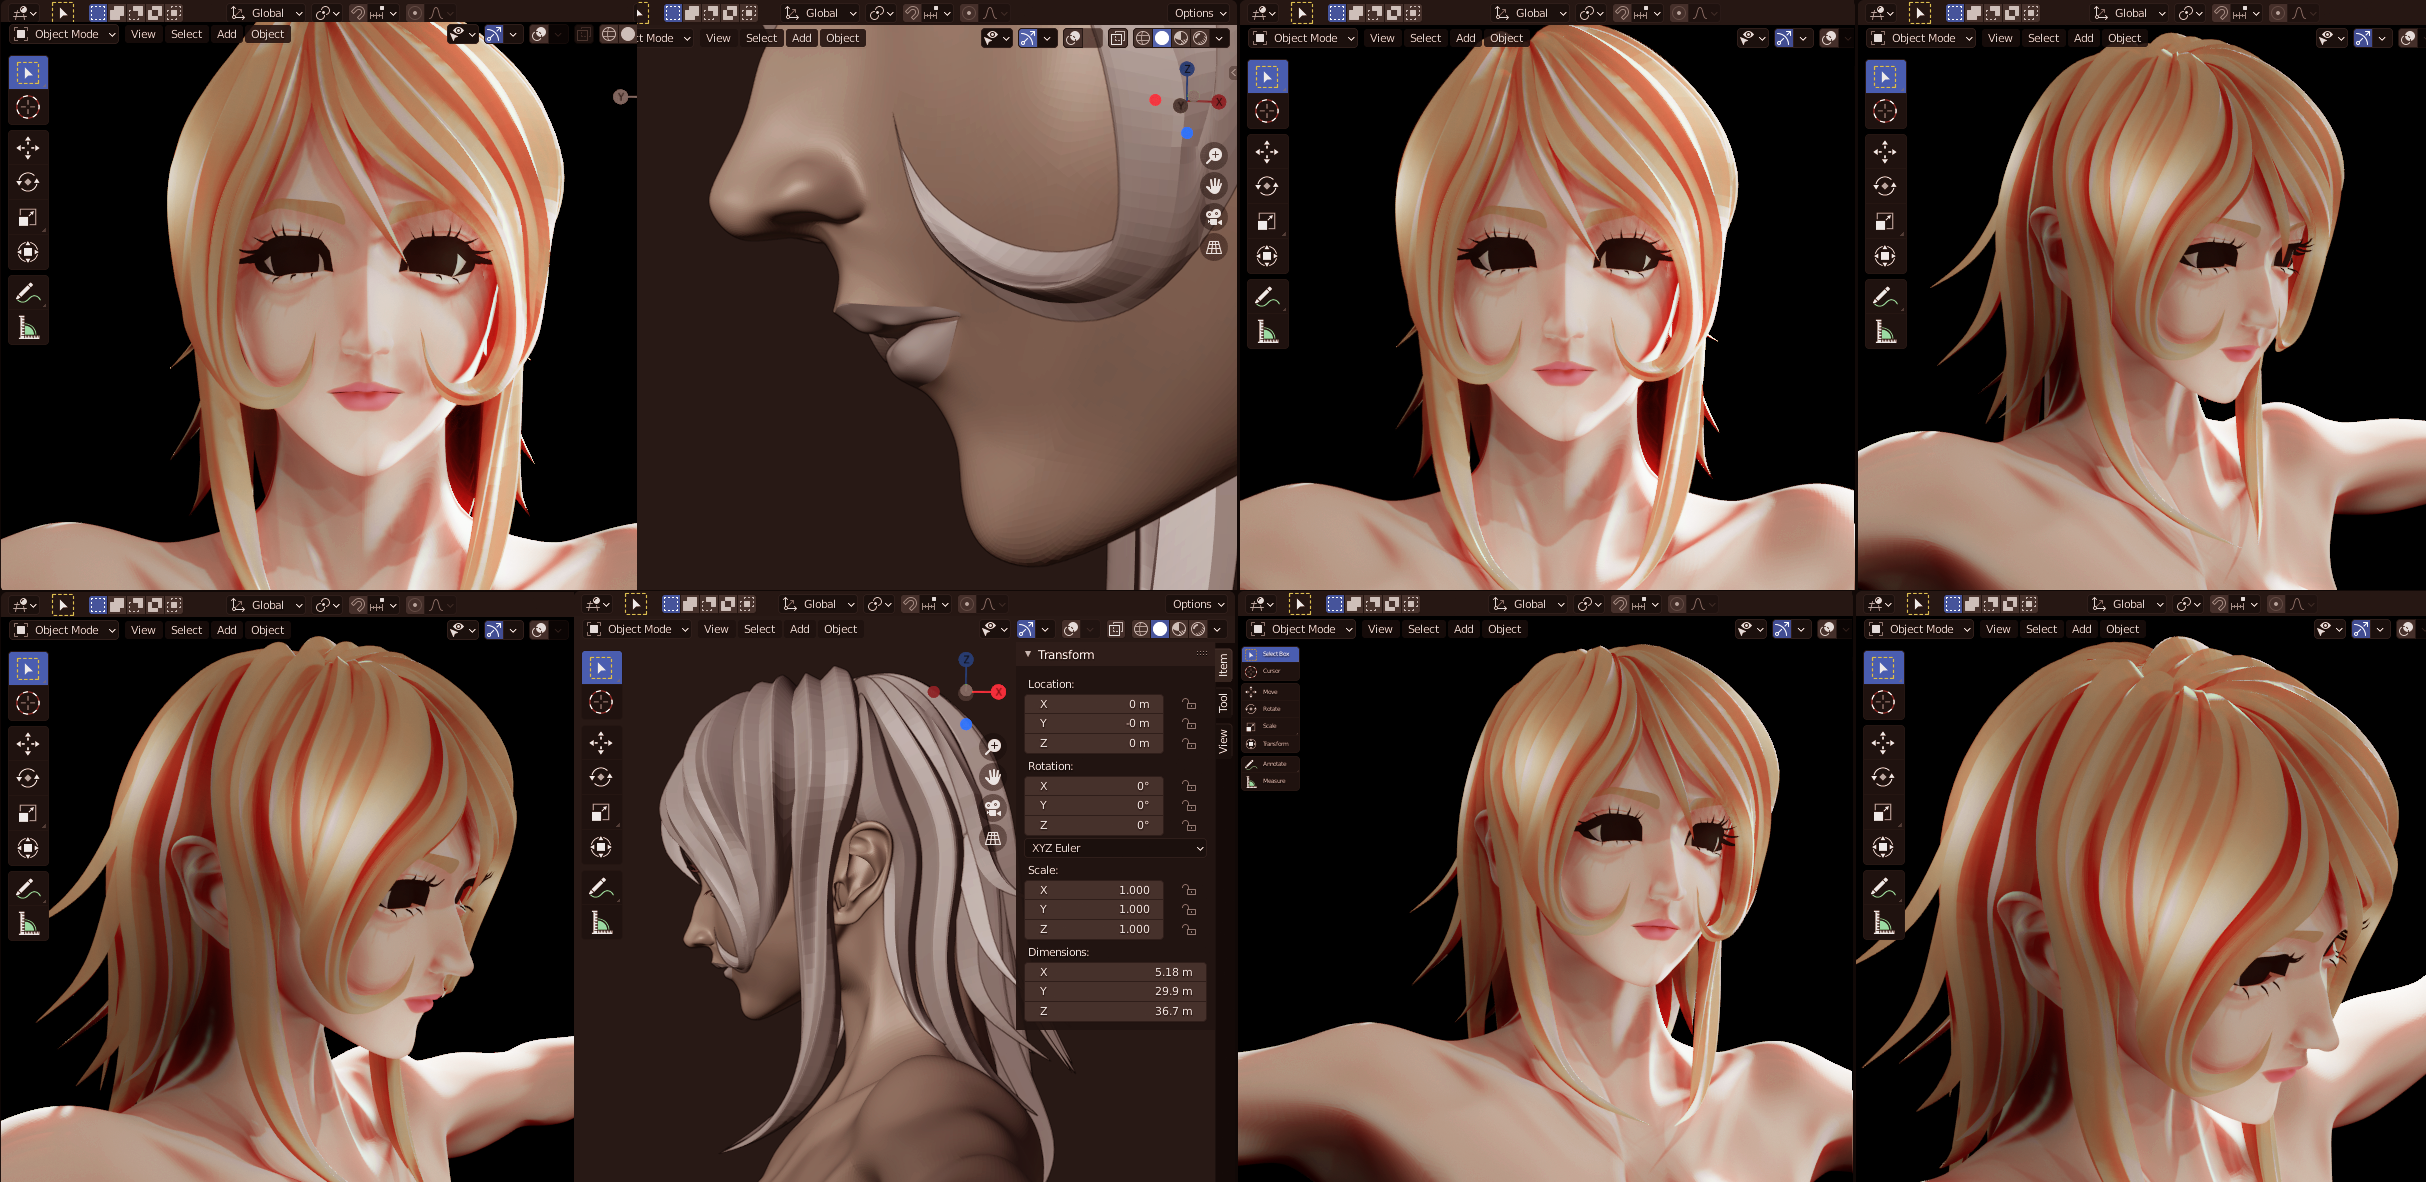 Global
Object Mode View Select Add Object
Y
Global Options
ct Mode View Select Add Object
Z
Y X
Global
Object Mode View Select Add Object
Global
Object Mode View Select Add Object
Global
Object Mode View Select Add Object
Global Options
Object Mode View Select Add Object
Z
X
Transform
Location:
X 0 m
Y -0 m
Z 0 m
Rotation:
X 0°
Y 0°
Z 0°
XYZ Euler
Scale:
X 1.000
Y 1.000
Z 1.000
Dimensions:
X 5.18 m
Y 29.9 m
Z 36.7 m
Item
Tool
View
Global
Object Mode View Select Add Object
Select Box
Cursor
Move
Rotate
Scale
Transform
Annotate
Measure
Global
Object Mode View Select Add Object